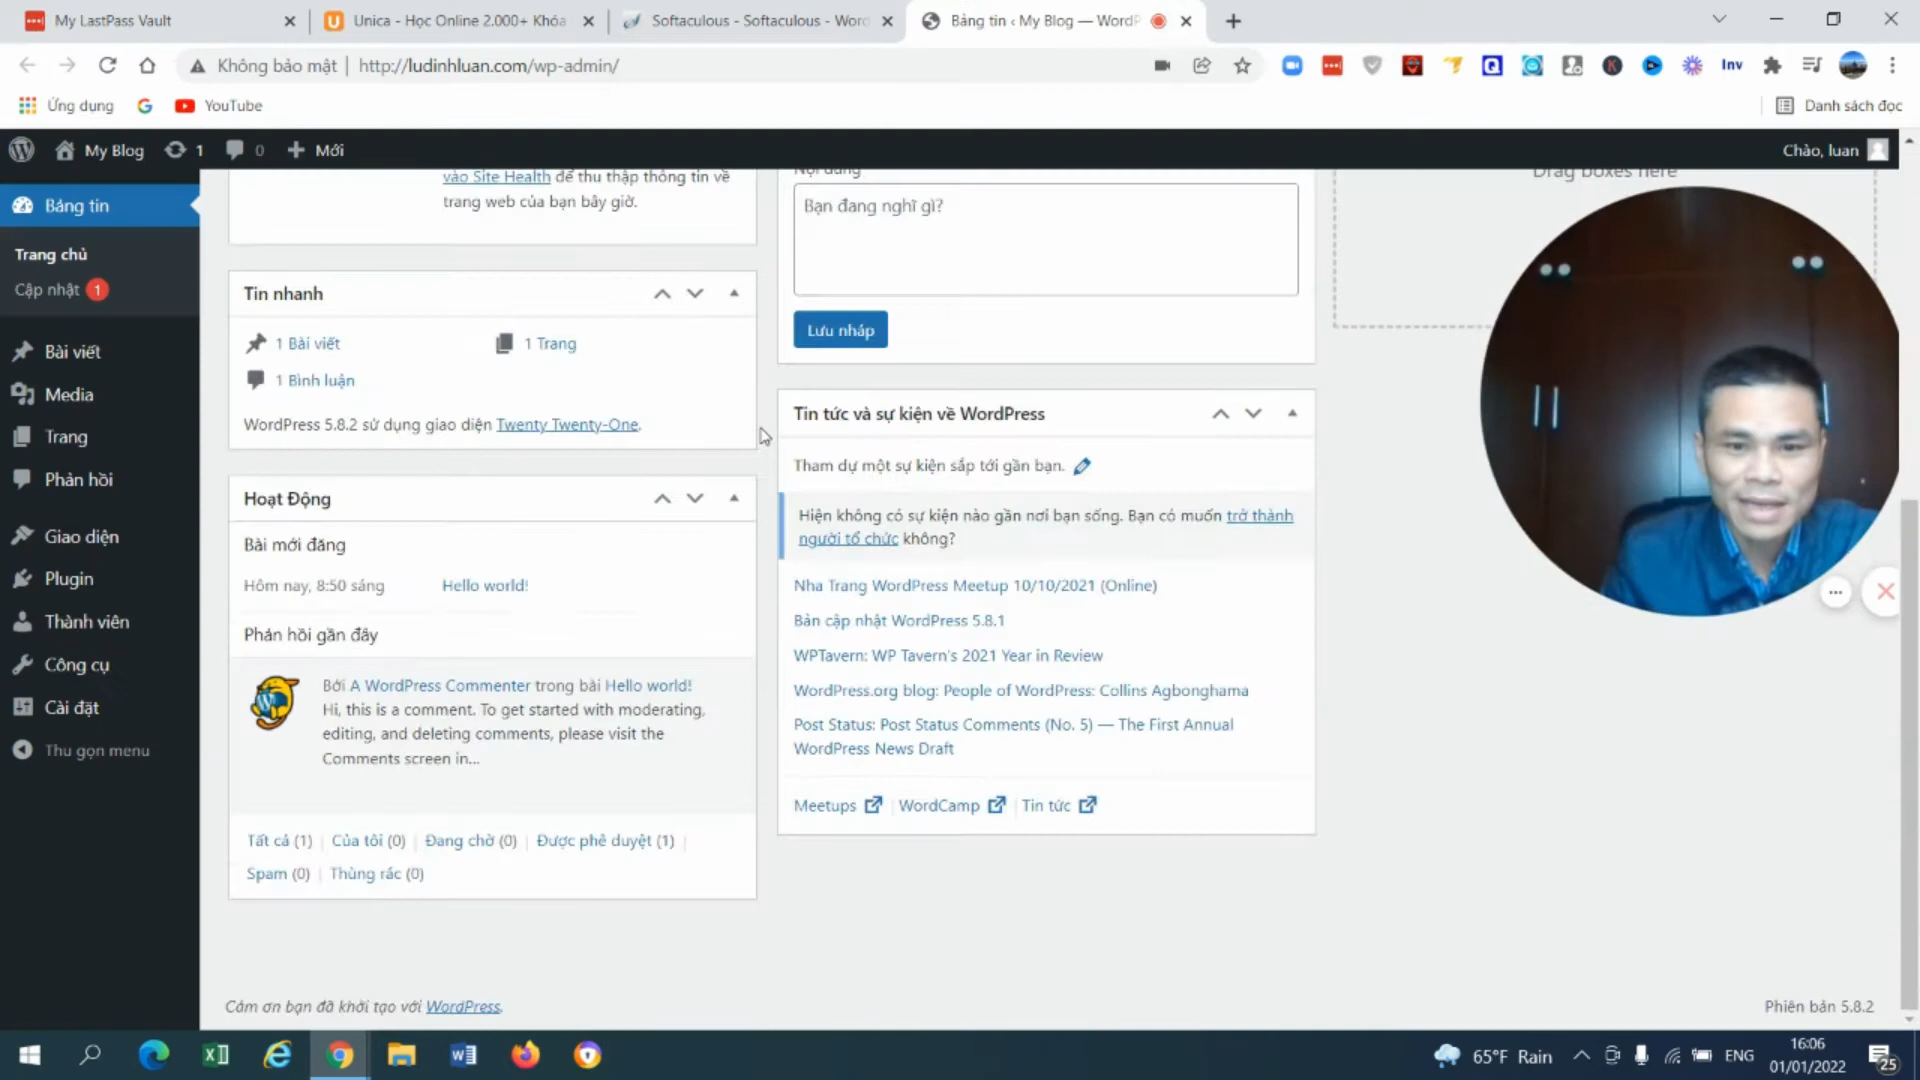 My LastPass Vault
Unica - Học Online 2.000+ Khóa
Softaculous - Softaculous - Word
Bảng tin ‹ My Blog — WordP
Không bảo mật
http://ludinhluan.com/wp-admin/
Inv
Ứng dụng
YouTube
Danh sách đọc
My Blog
1
0
Mới
Chào, luan
Bảng tin
Trang chủ
Cập nhật 1
Bài viết
Media
Trang
Phản hồi
Giao diện
Plugin
Thành viên
Công cụ
Cài đặt
Thu gọn menu
vào Site Health để thu thập thông tin về
trang web của bạn bây giờ.
Tin nhanh
1 Bài viết
1 Trang
1 Bình luận
WordPress 5.8.2 sử dụng giao diện Twenty Twenty-One.
Hoạt Động
Bài mới đăng
Hôm nay, 8:50 sáng
Hello world!
Phản hồi gần đây
Bởi A WordPress Commenter trong bài Hello world!
Hi, this is a comment. To get started with moderating,
editing, and deleting comments, please visit the
Comments screen in...
Tất cả (1) | Của tôi (0) | Đang chờ (0) | Được phê duyệt (1) |
Spam (0) | Thùng rác (0)
Nội dung
Bạn đang nghĩ gì?
Lưu nháp
Tin tức và sự kiện về WordPress
Tham dự một sự kiện sắp tới gần bạn.
Hiện không có sự kiện nào gần nơi bạn sống. Bạn có muốn trở thành
người tổ chức không?
Nha Trang WordPress Meetup 10/10/2021 (Online)
Bản cập nhật WordPress 5.8.1
WPTavern: WP Tavern's 2021 Year in Review
WordPress.org blog: People of WordPress: Collins Agbonghama
Post Status: Post Status Comments (No. 5) — The First Annual
WordPress News Draft
Meetups | WordCamp | Tin tức
Drag boxes here
Cảm ơn bạn đã khởi tạo với WordPress.
Phiên bản 5.8.2
65°F Rain
ENG
16:06
01/01/2022
25